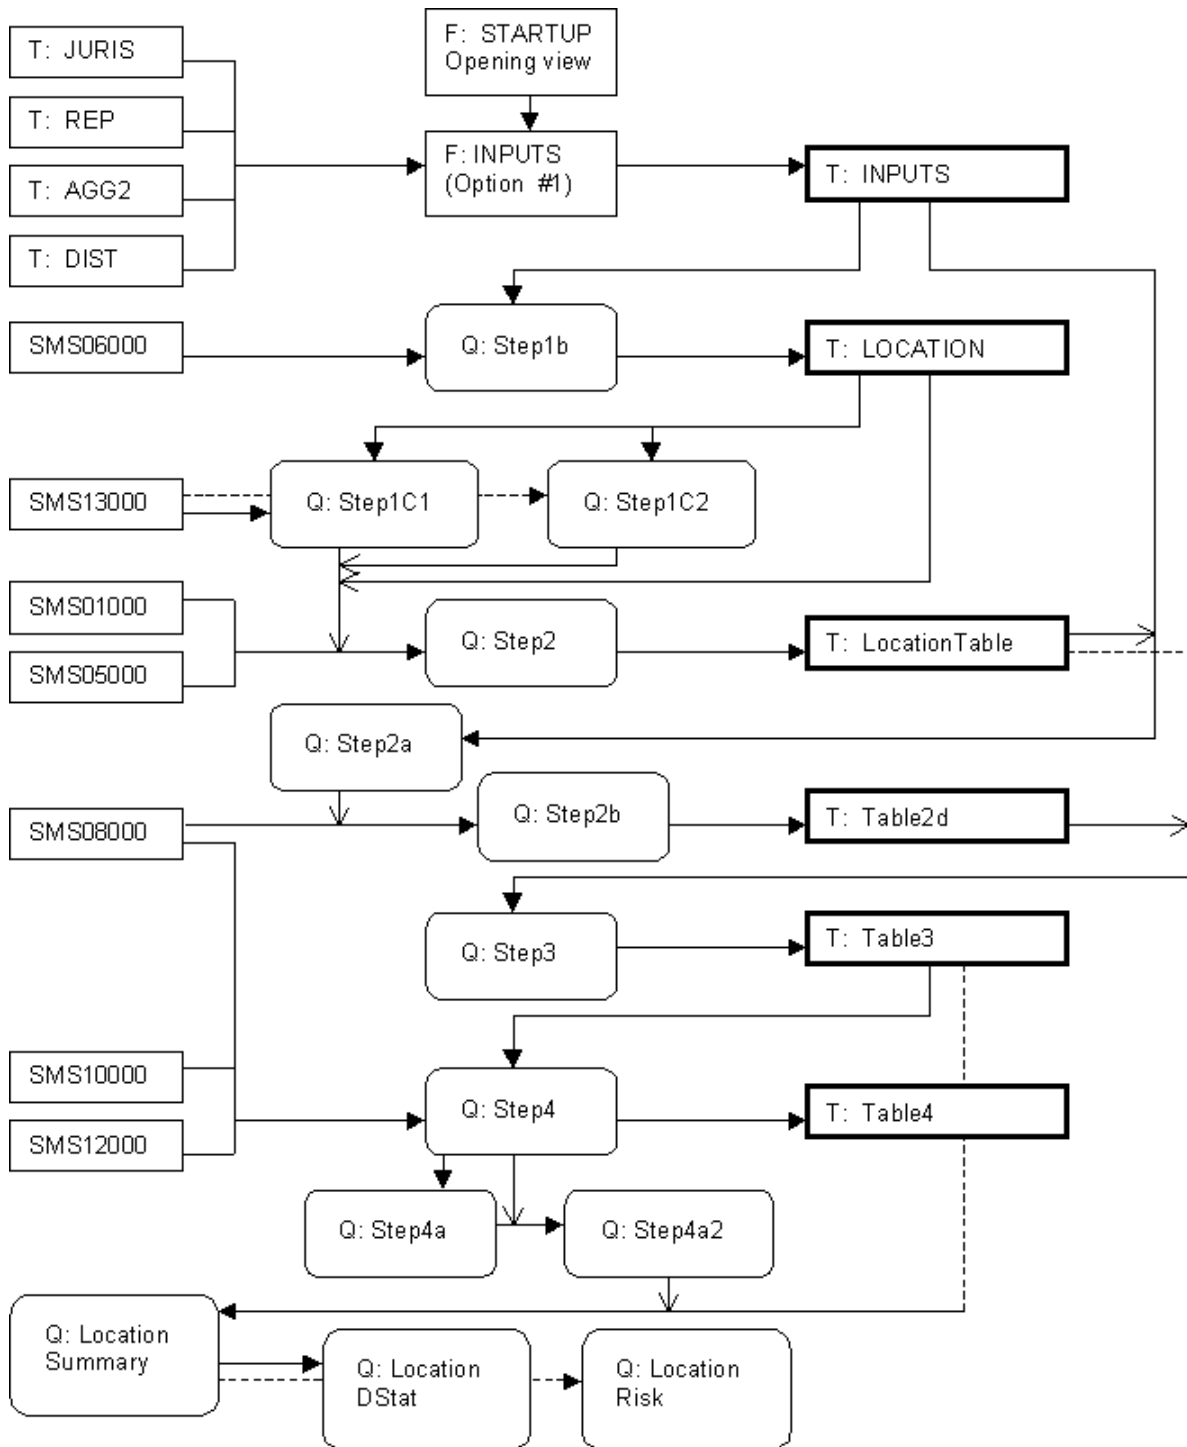 T: JURIS
F: STARTUP
Opening view
T: REP
F: INPUTS
(Option #1)
T: INPUTS
T: AGG2
T: DIST
SMS06000
Q: Step1b
T: LOCATION
SMS13000
Q: Step1C1
Q: Step1C2
SMS01000
Q: Step2
T: LocationTable
SMS05000
Q: Step2a
SMS08000
Q: Step2b
T: Table2d
Q: Step3
T: Table3
SMS10000
Q: Step4
T: Table4
SMS12000
Q: Step4a
Q: Step4a2
Q: Location
Summary
Q: Location
DStat
Q: Location
Risk